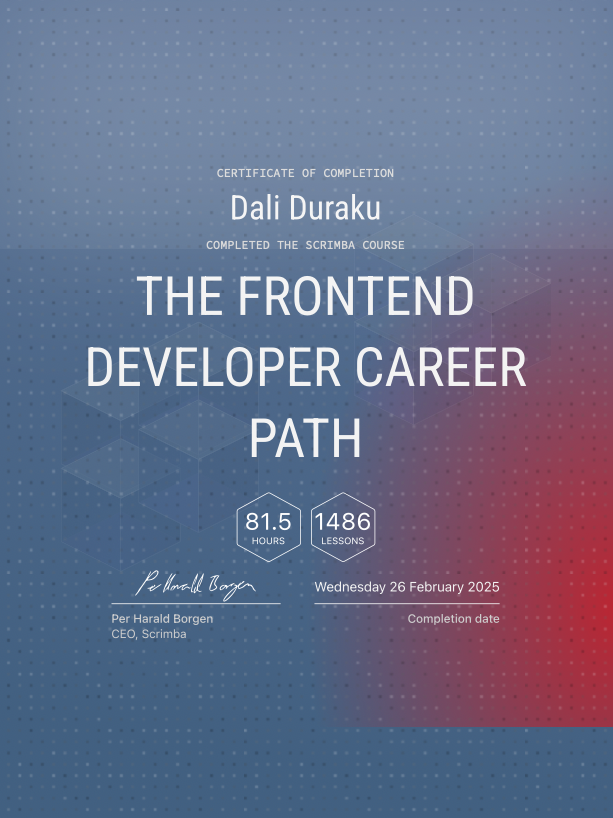 CERTIFICATE OF COMPLETION
Dali Duraku
COMPLETED THE SCRIMBA COURSE
THE FRONTEND
DEVELOPER CAREER
PATH
81.5 1486
HOURS LESSONS
Per Harald Borgen
Wednesday 26 February 2025
Per Harald Borgen Completion date
CEO, Scrimba